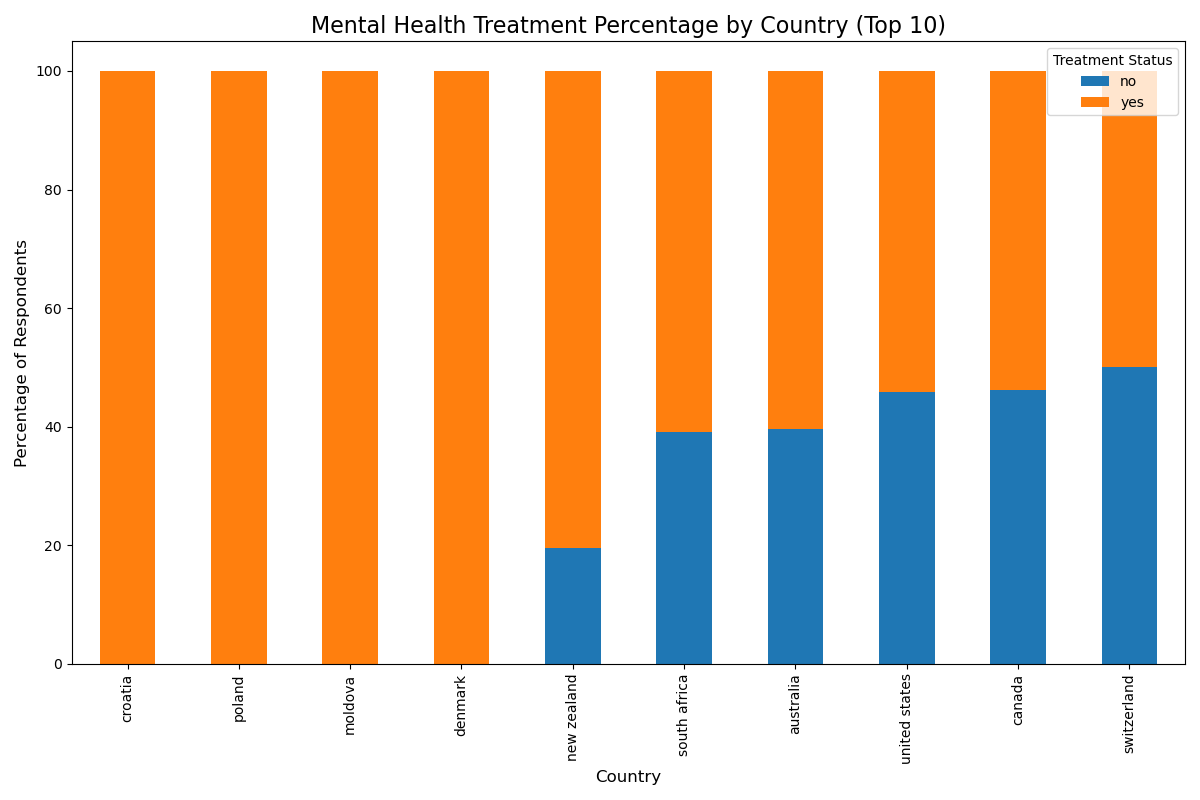 Mental Health Treatment Percentage by Country (Top 10)
Treatment Status
no
yes
Percentage of Respondents
100
80
60
40
20
0
croatia
poland
moldova
denmark
new zealand
south africa
australia
united states
canada
switzerland
Country